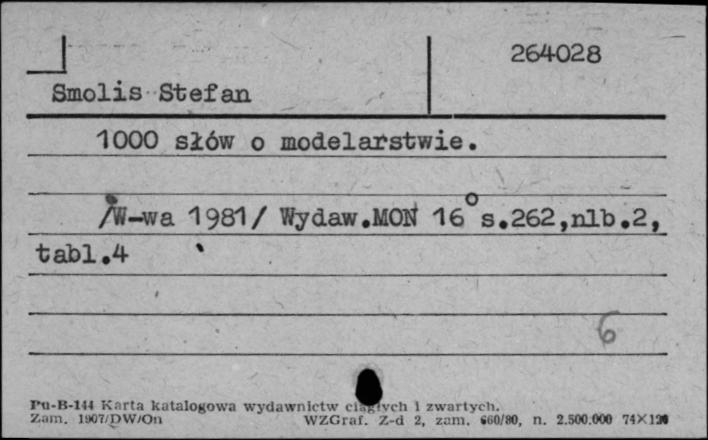 264028
Smolis Stefan
1000 słów o modelarstwie.
/W-wa 1981/ Wydaw.MON 16° s.262,nlb.2,
tabl.4
6
Pu-B-144 Karta katalogowa wydawnictw ciągłych i zwartych.
Zam. 1907/DW/On WZGraf. Z-d 2, zam. 660/80, n. 2.500.000 74X120